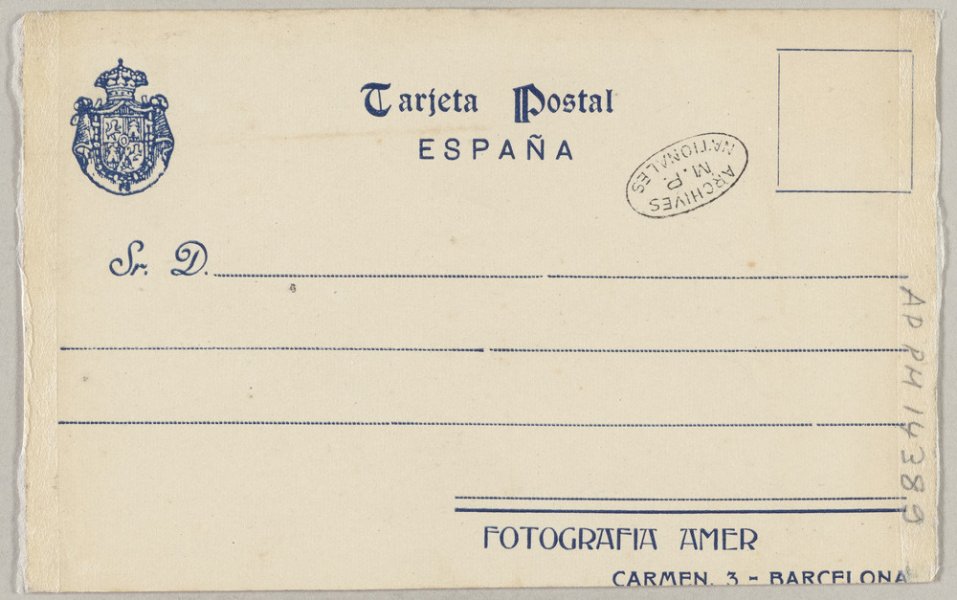 Tarjeta Postal
ESPAÑA
ARCHIVES
M. P.
NATIONALES
Sr. D.
AP PH 14389
FOTOGRAFIA AMER
CARMEN, 3 - BARCELONA